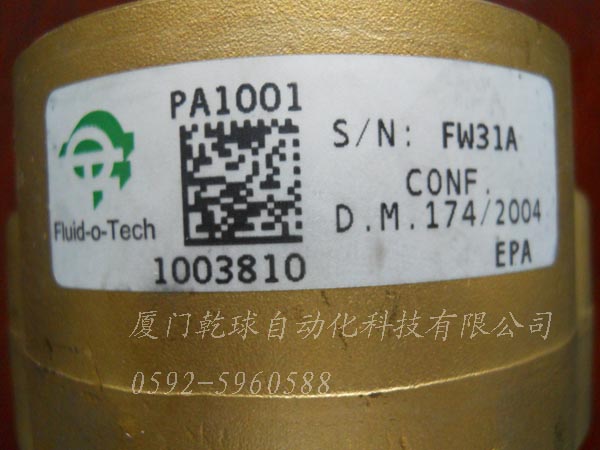 PA1001
Fluid-o-Tech
1003810
S/N: FW31A
CONF.
D.M.174/2004
EPA
厦门乾球自动化科技有限公司
0592-5960588